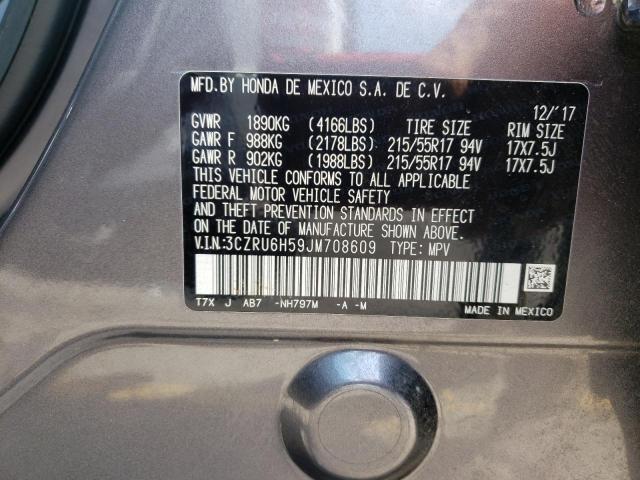 MFD.BY HONDA DE MEXICO S.A. DE C.V.
12/'17
GVWR 1890KG (4166LBS) TIRE SIZE RIM SIZE
GAWR F 988KG (2178LBS) 215/55R17 94V 17X7.5J
GAWR R 902KG (1988LBS) 215/55R17 94V 17X7.5J
THIS VEHICLE CONFORMS TO ALL APPLICABLE
FEDERAL MOTOR VEHICLE SAFETY
AND THEFT PREVENTION STANDARDS IN EFFECT
ON THE DATE OF MANUFACTURE SHOWN ABOVE.
V.I.N:3CZRU6H59JM708609 TYPE: MPV
T7X J AB7 -NH797M -A -M
MADE IN MEXICO